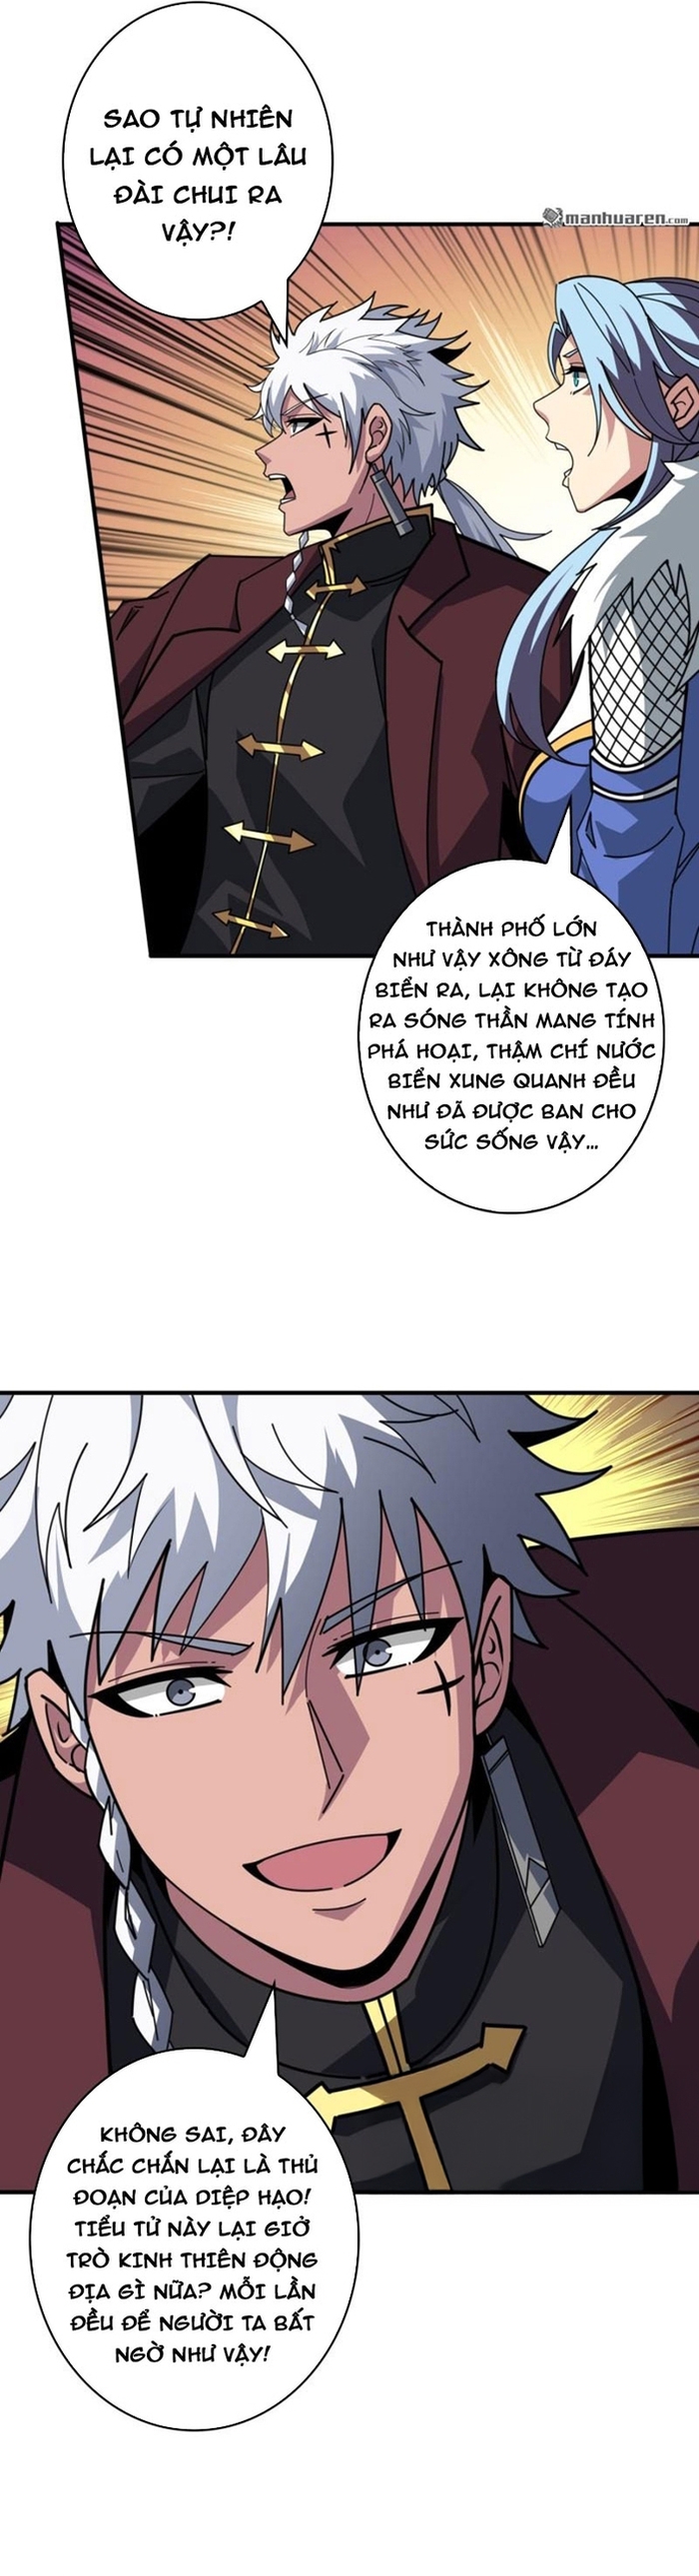 SAO TỰ NHIÊN
LẠI CÓ MỘT LÂU
ĐÀI CHUI RA
VẬY?!
manhuaren.com
THÀNH PHỐ LỚN
NHƯ VẬY XÔNG TỪ ĐÁY
BIỂN RA, LẠI KHÔNG TẠO
RA SÓNG THẦN MANG TÍNH
PHÁ HOẠI, THẬM CHÍ NƯỚC
BIỂN XUNG QUANH ĐỀU
NHƯ ĐÃ ĐƯỢC BAN CHO
SỨC SỐNG VẬY...
KHÔNG SAI, ĐÂY
CHẮC CHẮN LẠI LÀ THỦ
ĐOẠN CỦA DIỆP HẠO!
TIỂU TỬ NÀY LẠI GIỞ
TRÒ KINH THIÊN ĐỘNG
ĐỊA GÌ NỮA? MỖI LẦN
ĐỀU ĐỂ NGƯỜI TA BẤT
NGỜ NHƯ VẬY!